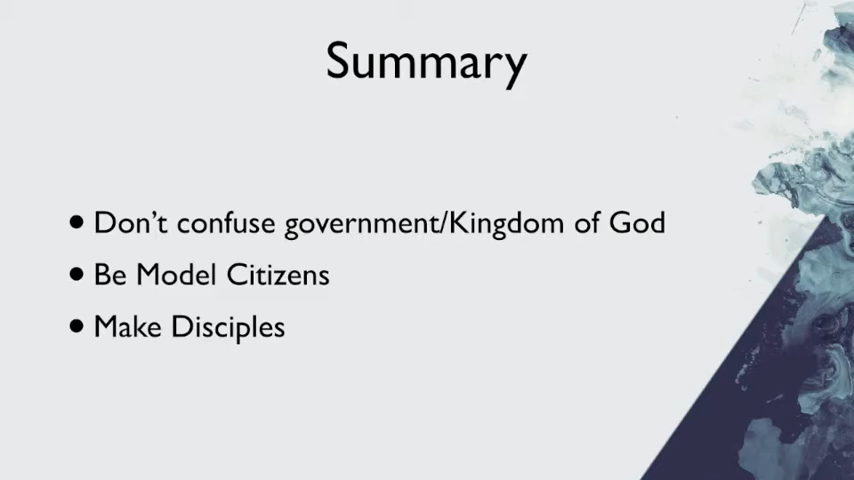 Summary
• Don't confuse government/Kingdom of God
• Be Model Citizens
• Make Disciples